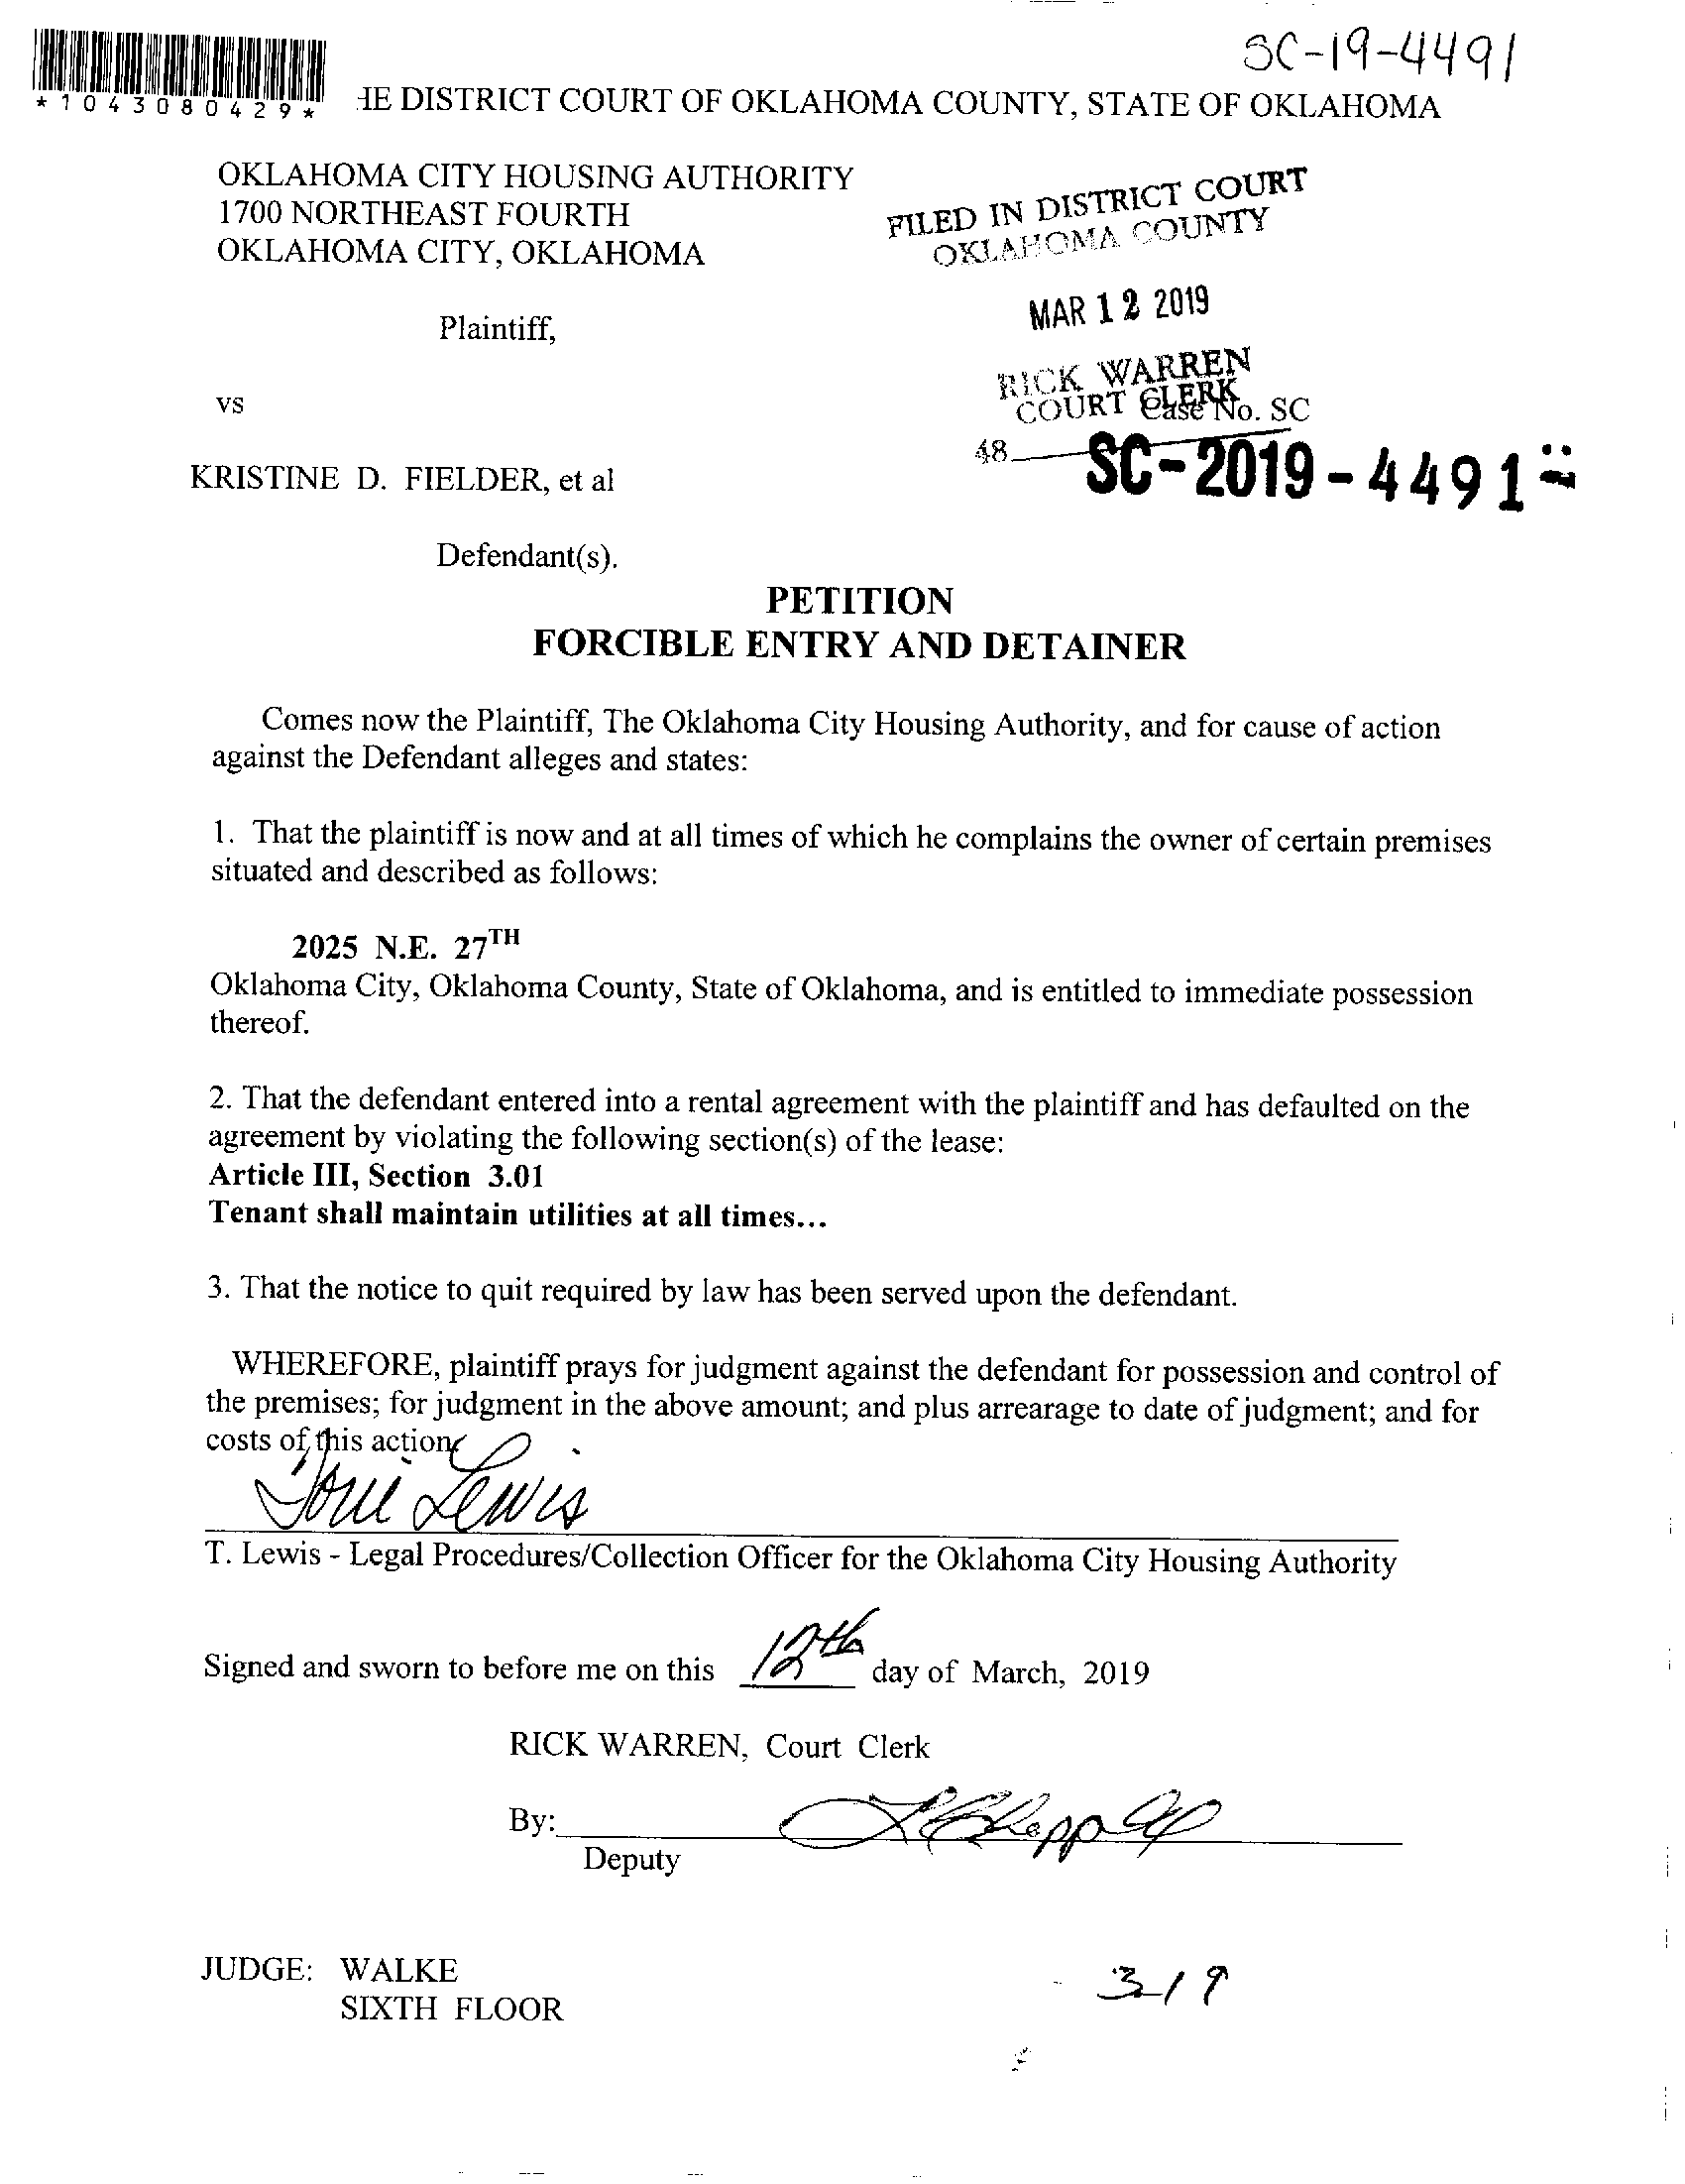 SC-19-4491
*1043080429*
HE DISTRICT COURT OF OKLAHOMA COUNTY, STATE OF OKLAHOMA
OKLAHOMA CITY HOUSING AUTHORITY
1700 NORTHEAST FOURTH
OKLAHOMA CITY, OKLAHOMA
FILED IN DISTRICT COURT
OKLAHOMA COUNTY
MAR 12 2019
Plaintiff,
RICK WARREN
COURT CLERK
Case No. SC
vs
48
SC-2019-4491
KRISTINE D. FIELDER, et al
Defendant(s).
PETITION
FORCIBLE ENTRY AND DETAINER
Comes now the Plaintiff, The Oklahoma City Housing Authority, and for cause of action
against the Defendant alleges and states:
1. That the plaintiff is now and at all times of which he complains the owner of certain premises
situated and described as follows:
2025 N.E. 27TH
Oklahoma City, Oklahoma County, State of Oklahoma, and is entitled to immediate possession
thereof.
2. That the defendant entered into a rental agreement with the plaintiff and has defaulted on the
agreement by violating the following section(s) of the lease:
Article III, Section 3.01
Tenant shall maintain utilities at all times...
3. That the notice to quit required by law has been served upon the defendant.
WHEREFORE, plaintiff prays for judgment against the defendant for possession and control of
the premises; for judgment in the above amount; and plus arrearage to date of judgment; and for
costs of this action.
Toni Lewis
T. Lewis - Legal Procedures/Collection Officer for the Oklahoma City Housing Authority
Signed and sworn to before me on this 12th day of March, 2019
RICK WARREN, Court Clerk
By:
Deputy
JUDGE: WALKE
SIXTH FLOOR
319